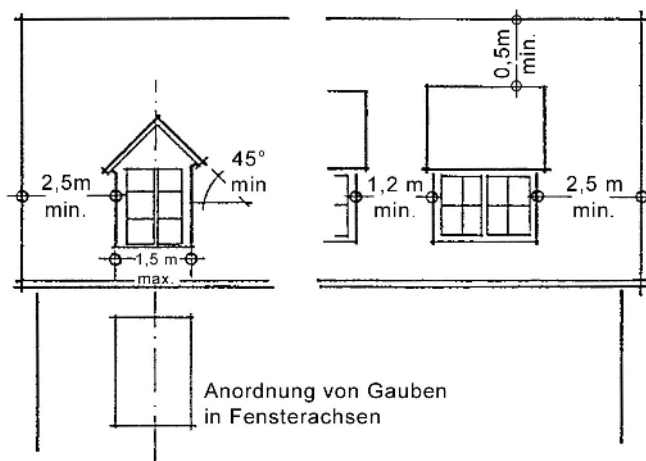 0,5m
min.
2,5m
min.
45°
min
1,2 m
min.
2,5 m
min.
1,5 m
max.
Anordnung von Gauben
in Fensterachsen